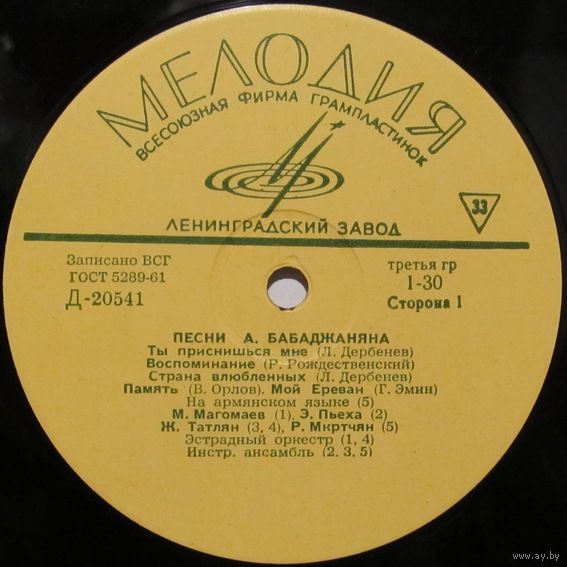 МЕЛОДИЯ
ВСЕСОЮЗНАЯ ФИРМА ГРАМПЛАСТИНОК
ЛЕНИНГРАДСКИЙ ЗАВОД
33
Записано ВСГ
ГОСТ 5289-61
Д-20541
третья гр
1-30
Сторона 1
ПЕСНИ А. БАБАДЖАНЯНА
Ты приснишься мне (Л. Дербенев)
Воспоминание (Р. Рождественский)
Страна влюбленных (Л. Дербенев)
Память (В. Орлов). Мой Ереван (Г. Эмин)
На армянском языке (5)
М. Магомаев (1), Э. Пьеха (2)
Ж. Татлян (3, 4), Р. Мкртчян (5)
Эстрадный оркестр (1, 4)
Инстр. ансамбль (2, 3, 5)
www.ay.by